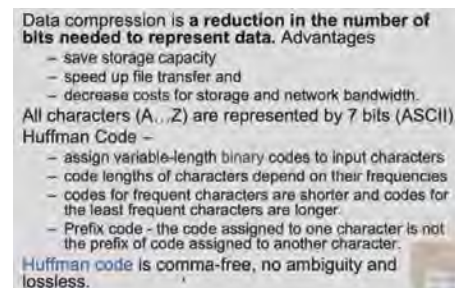 Data compression is a reduction in the number of
bits needed to represent data. Advantages
– save storage capacity
– speed up file transfer and
– decrease costs for storage and network bandwidth.
All characters (A...Z) are represented by 7 bits (ASCII)
Huffman Code –
– assign variable-length binary codes to input characters
– code lengths of characters depend on their frequencies
– codes for frequent characters are shorter and codes for
the least frequent characters are longer.
– Prefix code - the code assigned to one character is not
the prefix of code assigned to another character.
Huffman code is comma-free, no ambiguity and
lossless.